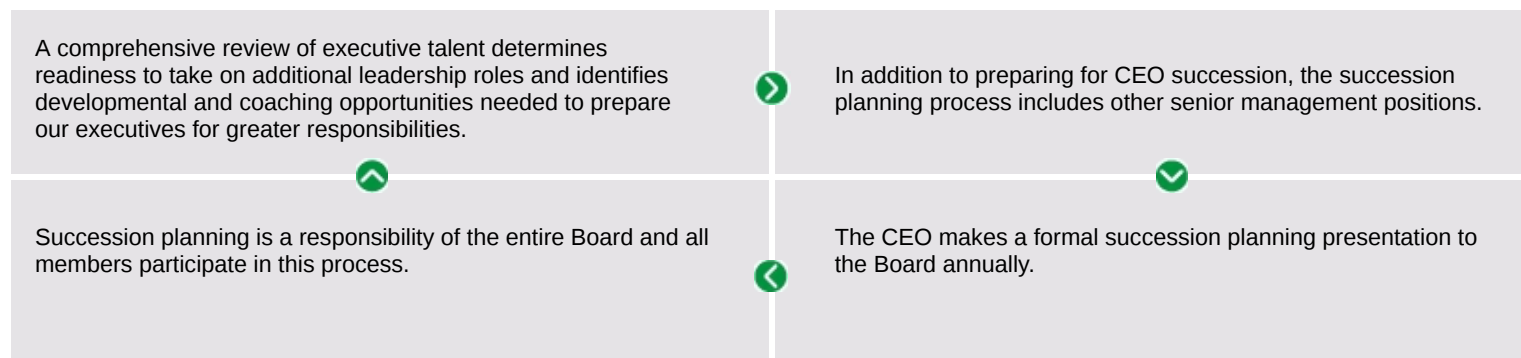 A comprehensive review of executive talent determines
readiness to take on additional leadership roles and identifies
developmental and coaching opportunities needed to prepare
our executives for greater responsibilities.
In addition to preparing for CEO succession, the succession
planning process includes other senior management positions.
Succession planning is a responsibility of the entire Board and all
members participate in this process.
The CEO makes a formal succession planning presentation to
the Board annually.